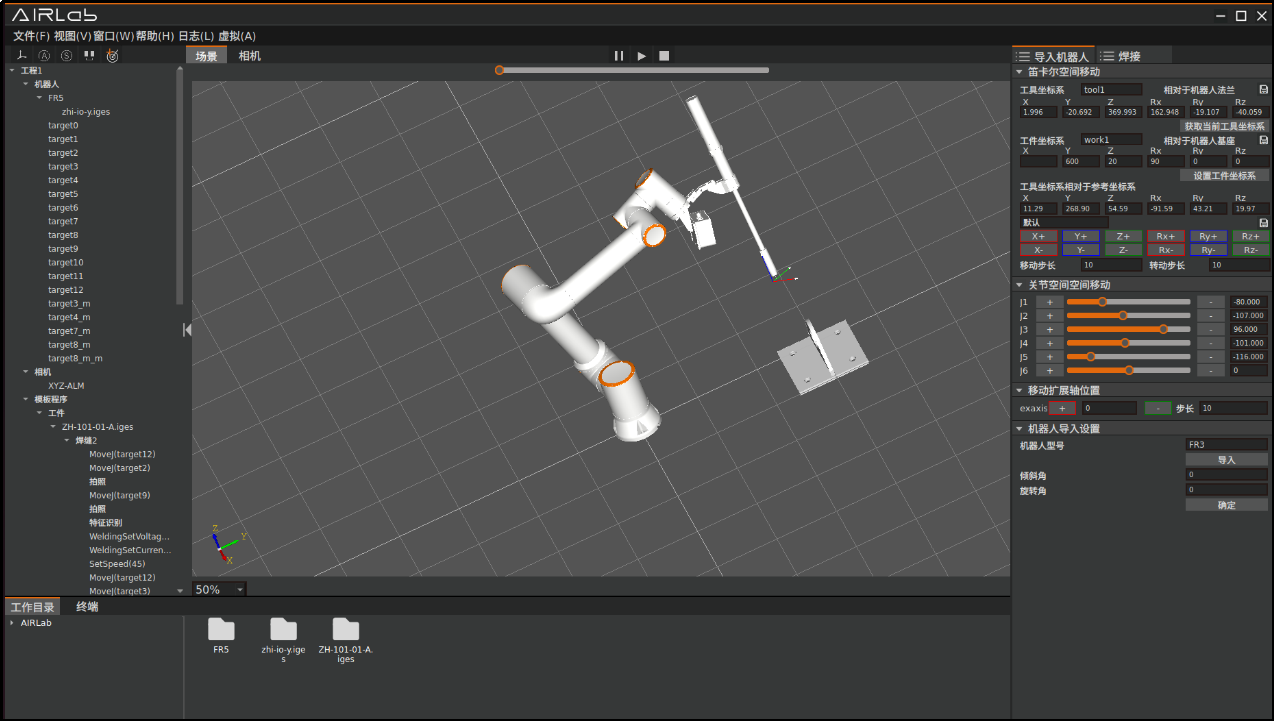 AIRLab
文件(F) 视图(V) 窗口(W) 帮助(H) 日志(L) 虚拟(A)
场景 相机
工程1
机器人
FR5
zhi-io-y.iges
target0
target1
target2
target3
target4
target5
target6
target7
target8
target9
target10
target11
target12
target3_m
target4_m
target7_m
target8_m
target8_m_m
相机
XYZ-ALM
模板程序
工件
ZH-101-01-A.iges
焊缝2
MoveJ(target12)
MoveJ(target2)
拍照
MoveJ(target9)
拍照
特征识别
WeldingSetVoltag...
WeldingSetCurren...
SetSpeed(45)
MoveJ(target12)
MoveJ(target3)
Z
Y
X
50%
导入机器人 焊接
笛卡尔空间移动
工具坐标系 tool1 相对于机器人法兰
X Y Z Rx Ry Rz
1.996 -20.692 369.993 162.948 -19.107 -40.059
获取当前工具坐标系
工件坐标系 work1 相对于机器人基座
X Y Z Rx Ry Rz
600 20 90 0 0
设置工件坐标系
工具坐标系相对于参考坐标系
X Y Z Rx Ry Rz
11.29 268.90 54.59 -91.59 43.21 19.97
默认
X+ Y+ Z+ Rx+ Ry+ Rz+
X- Y- Z- Rx- Ry- Rz-
移动步长 10 转动步长 10
关节空间空间移动
J1 + - -80.000
J2 + - -107.000
J3 + - 96.000
J4 + - -101.000
J5 + - -116.000
J6 + - 0
移动扩展轴位置
exaxis + 0 - 步长 10
机器人导入设置
机器人型号 FR3
导入
倾斜角 0
旋转角 0
确定
工作目录 终端
AIRLab
FR5
zhi-io-y.ige
s
ZH-101-01-A.
iges